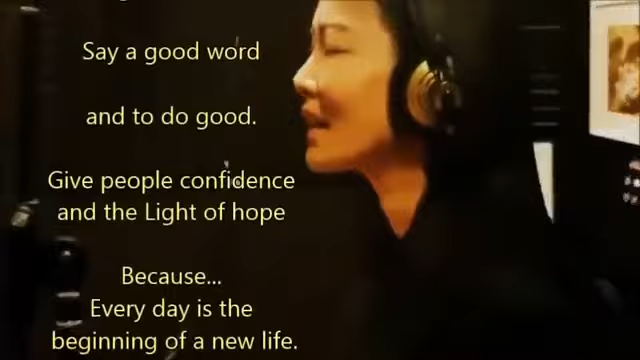 Say a good word
and to do good.
Give people confidence
and the Light of hope
Because...
Every day is the
beginning of a new life.